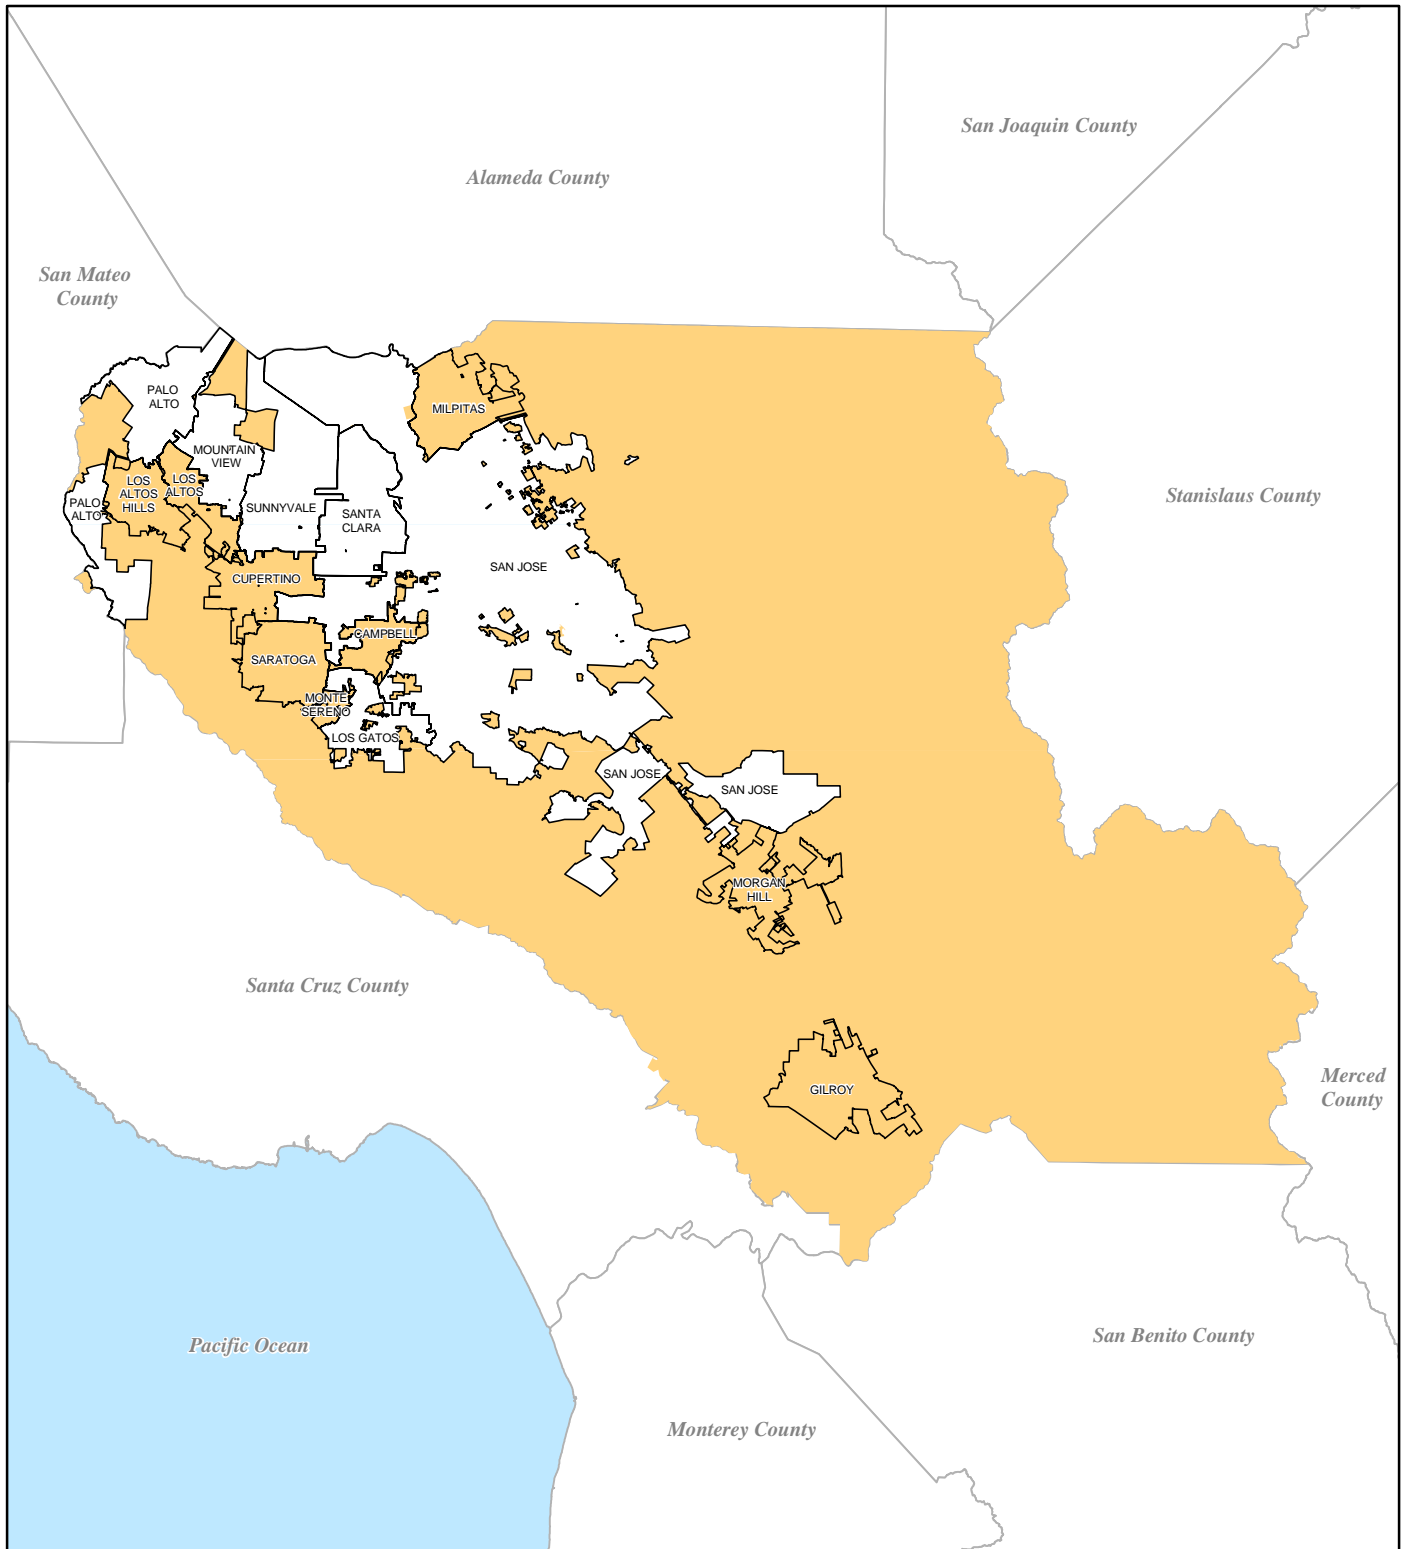 San Joaquin County
Alameda County
San Mateo
County
PALO
ALTO
MILPITAS
MOUNTAIN
VIEW
LOS
ALTOS
HILLS
LOS
ALTOS
Stanislaus County
PALO
ALTO
SUNNYVALE
SANTA
CLARA
SAN JOSE
CUPERTINO
CAMPBELL
SARATOGA
MONTE
SERENO
LOS GATOS
SAN JOSE
SAN JOSE
MORGAN
HILL
Santa Cruz County
GILROY
Merced
County
Pacific Ocean
San Benito County
Monterey County